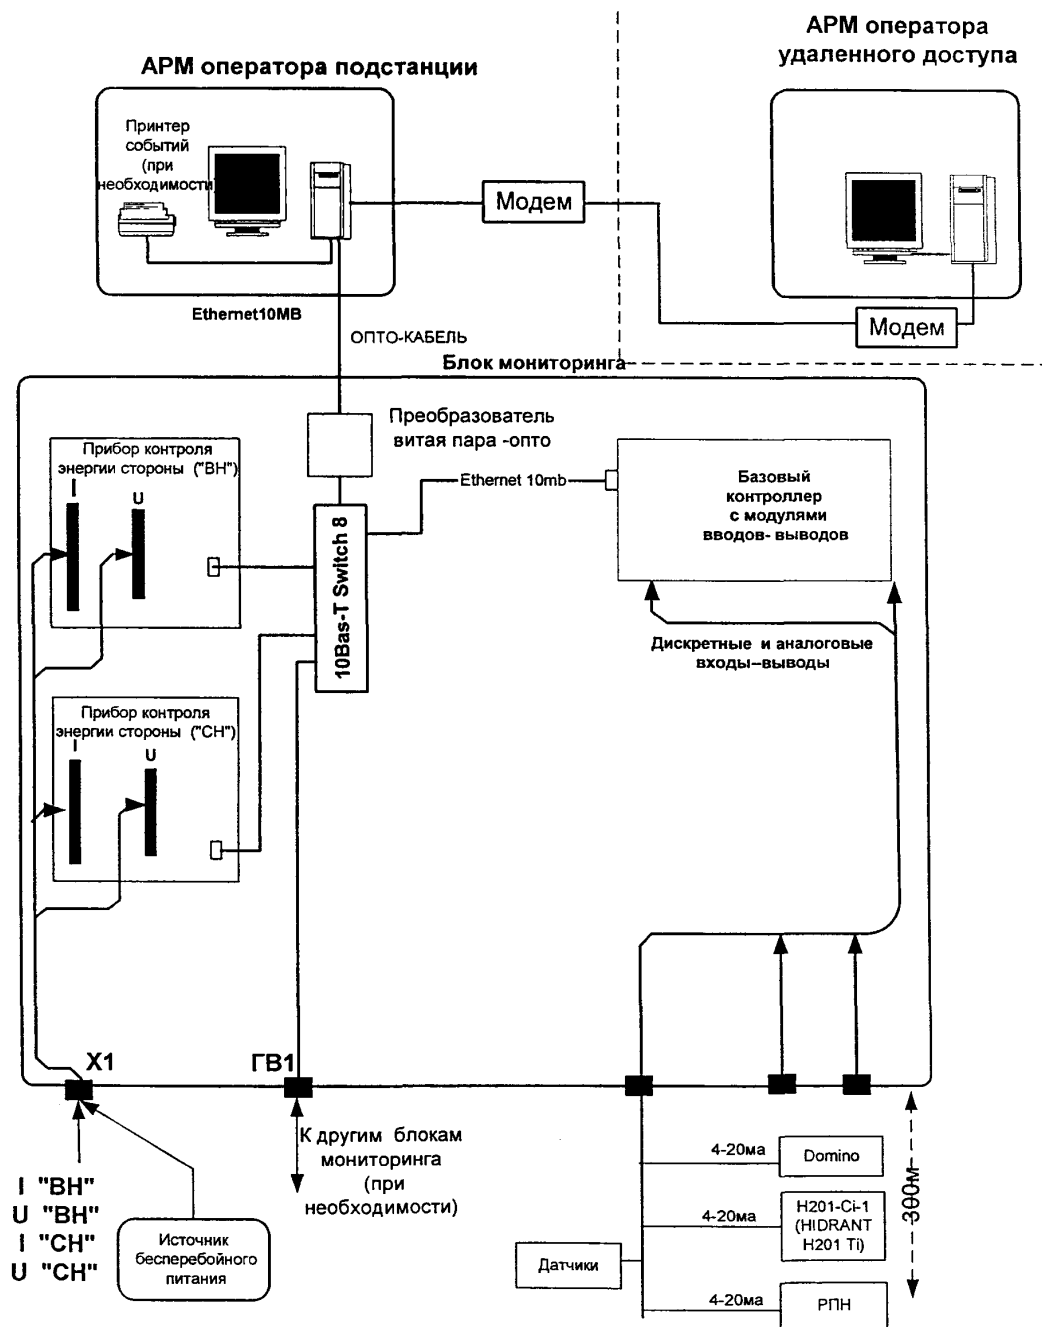 АРМ оператора
удаленного доступа
АРМ оператора подстанции
Принтер
событий
(при
необходимости
Модем
Модем
Ethernet10MB
ОПТО-КАБЕЛЬ
Блок мониторинга
Преобразователь
витая пара -опто
Прибор контроля
энергии стороны ("ВН")
I
U
Ethernet 10mb
Базовый
контроллер
с модулями
вводов- выводов
10Bas-T Switch 8
Дискретные и аналоговые
входы–выводы
Прибор контроля
энергии стороны ("СН")
I
U
X1
ГВ1
К другим блокам
мониторинга
(при
необходимости)
I "ВН"
U "ВН"
I "СН"
U "СН"
Источник
бесперебойного
питания
4-20ма
Domino
4-20ма
H201-Ci-1
(HIDRANT
H201 Ti)
300м
Датчики
4-20ма
РПН